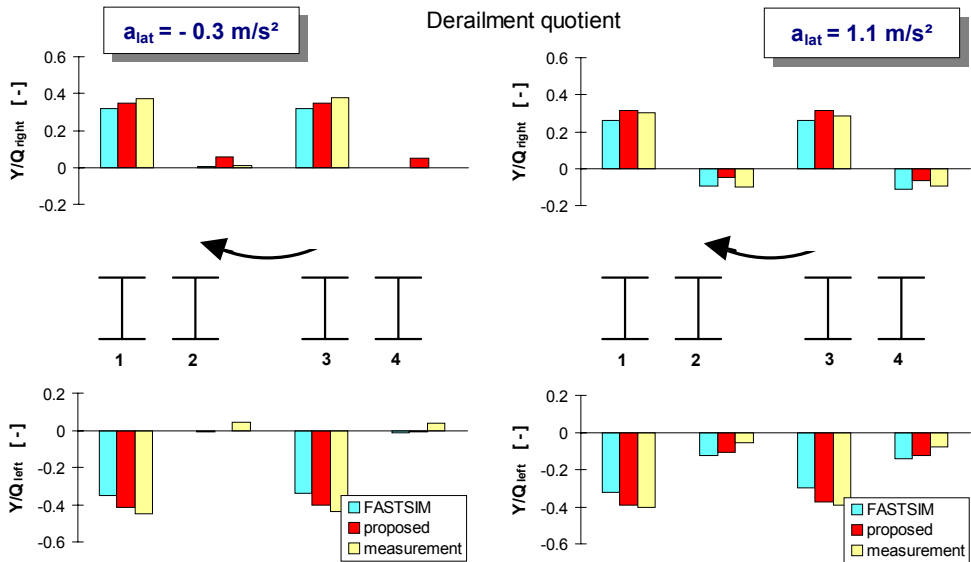 Derailment quotient
a_lat = - 0.3 m/s²
a_lat = 1.1 m/s²
Y/Q_right [ - ]
0.6
0.4
0.2
0
-0.2
Y/Q_right [ - ]
0.6
0.4
0.2
0
-0.2
1 2 3 4
1 2 3 4
Y/Q_left [ - ]
0.2
0
-0.2
-0.4
-0.6
FASTSIM
proposed
measurement
Y/Q_left [ - ]
0.2
0
-0.2
-0.4
-0.6
FASTSIM
proposed
measurement